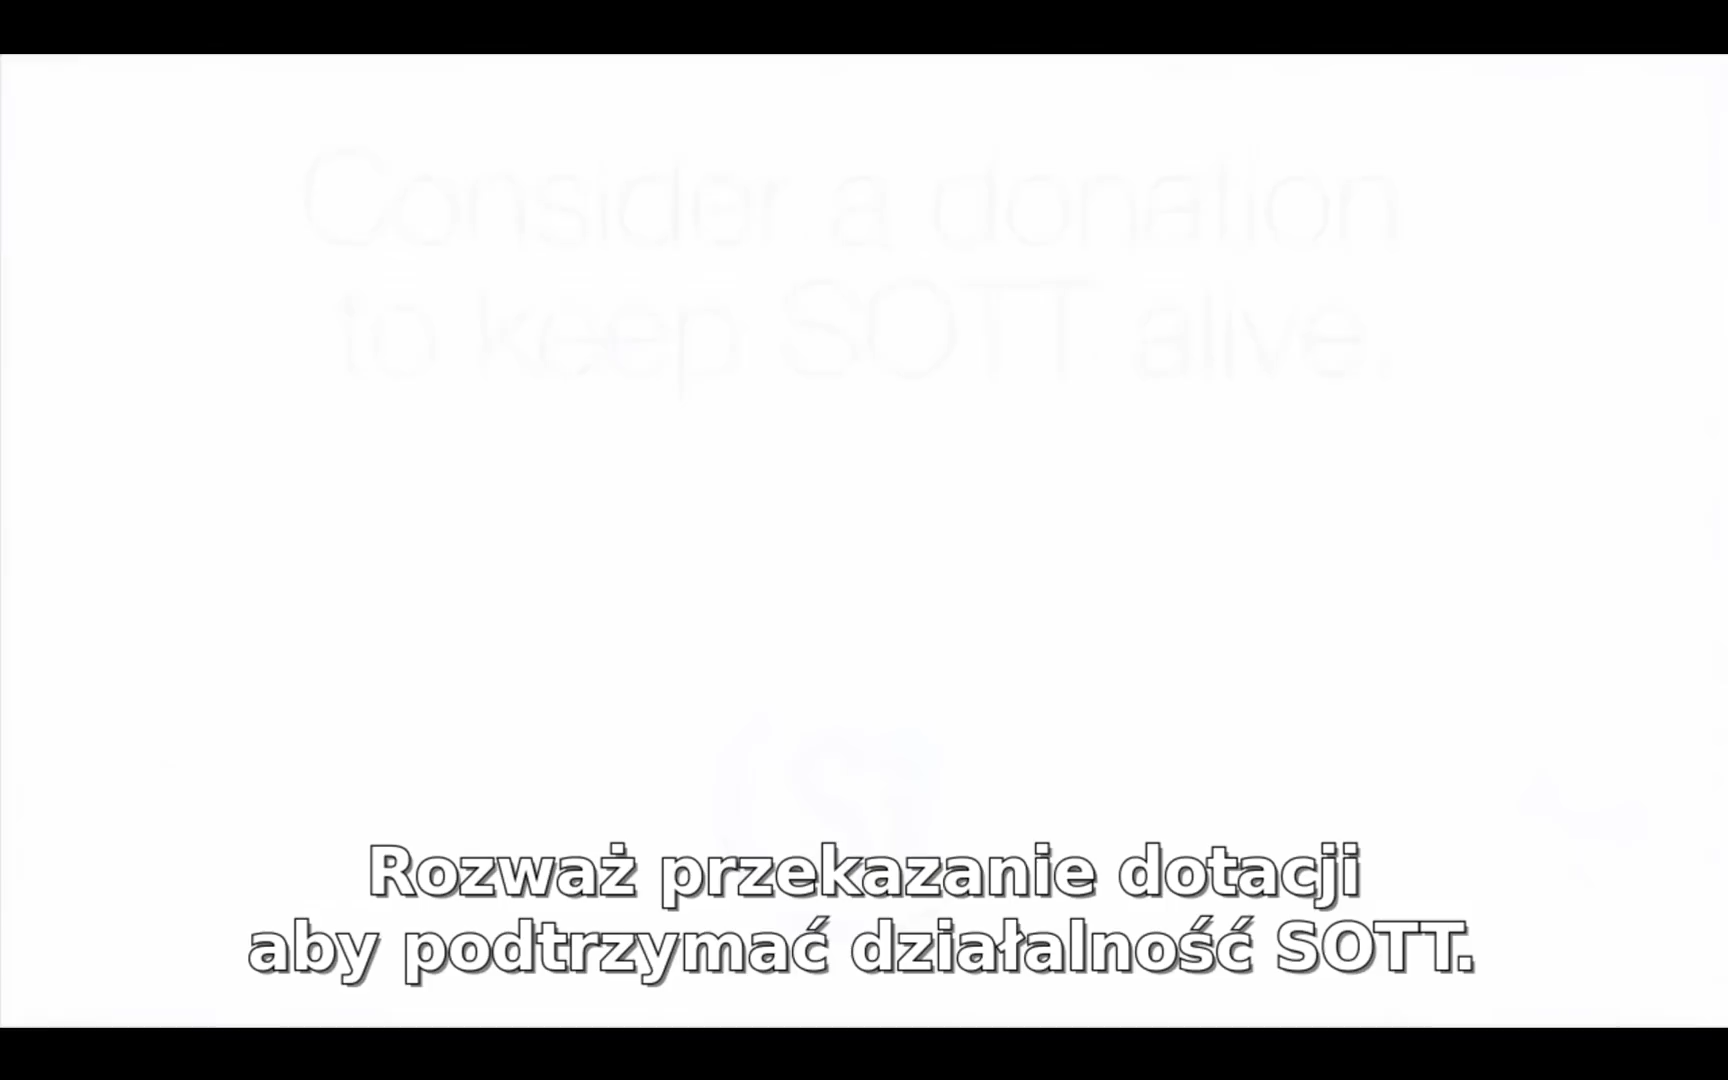 Consider a donation
to keep SOTT alive.
Rozważ przekazanie dotacji
aby podtrzymać działalność SOTT.